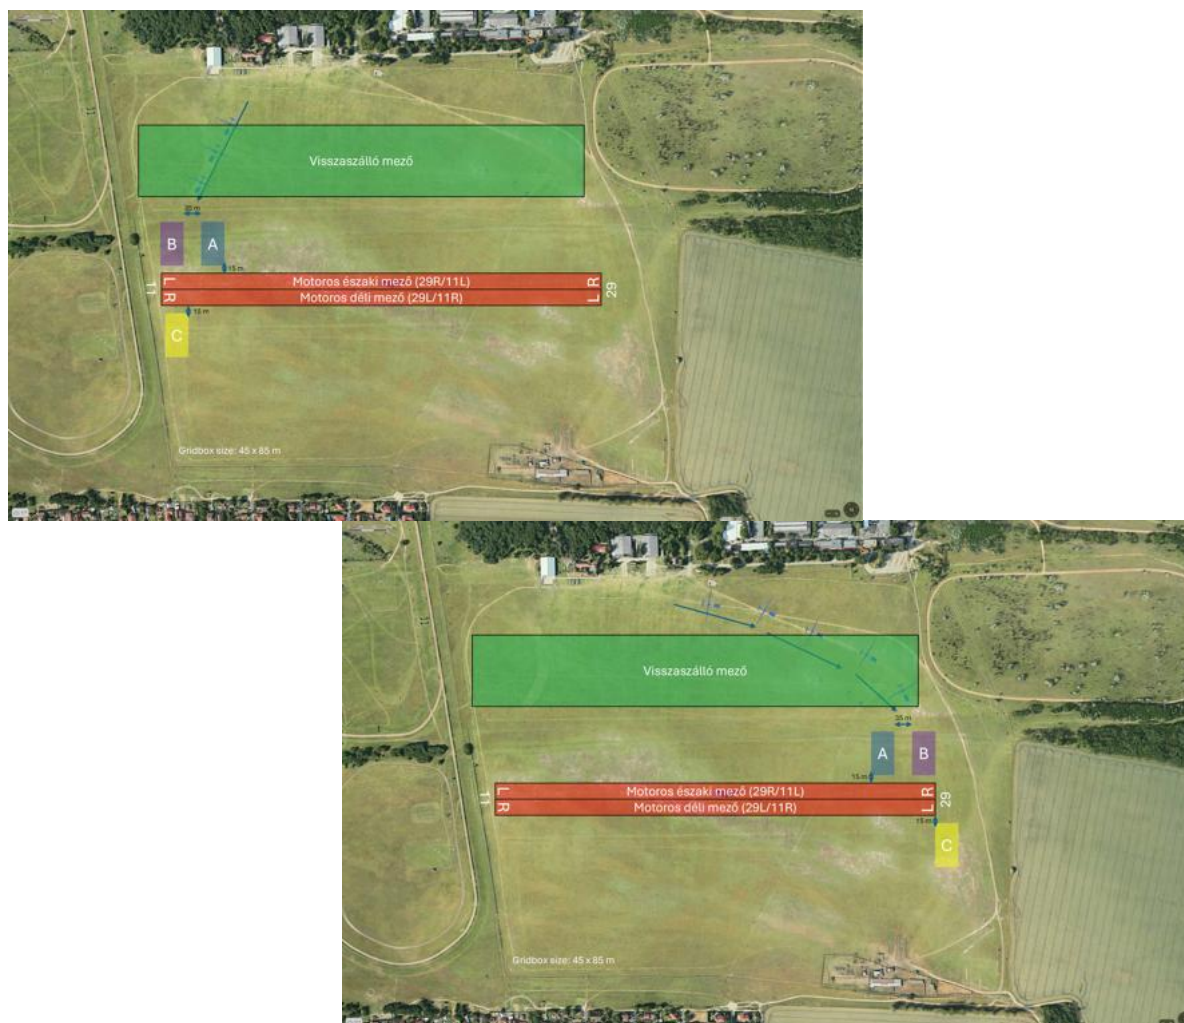 Visszaszálló mező
35 m
B
A
15 m
11
L
Motoros északi mező (29R/11L)
R
R
Motoros déli mező (29L/11R)
L
29
15 m
C
Gridbox size: 45 x 85 m
Visszaszálló mező
35 m
A
B
15 m
11
L
Motoros északi mező (29R/11L)
R
R
Motoros déli mező (29L/11R)
L
29
15 m
C
Gridbox size: 45 x 85 m